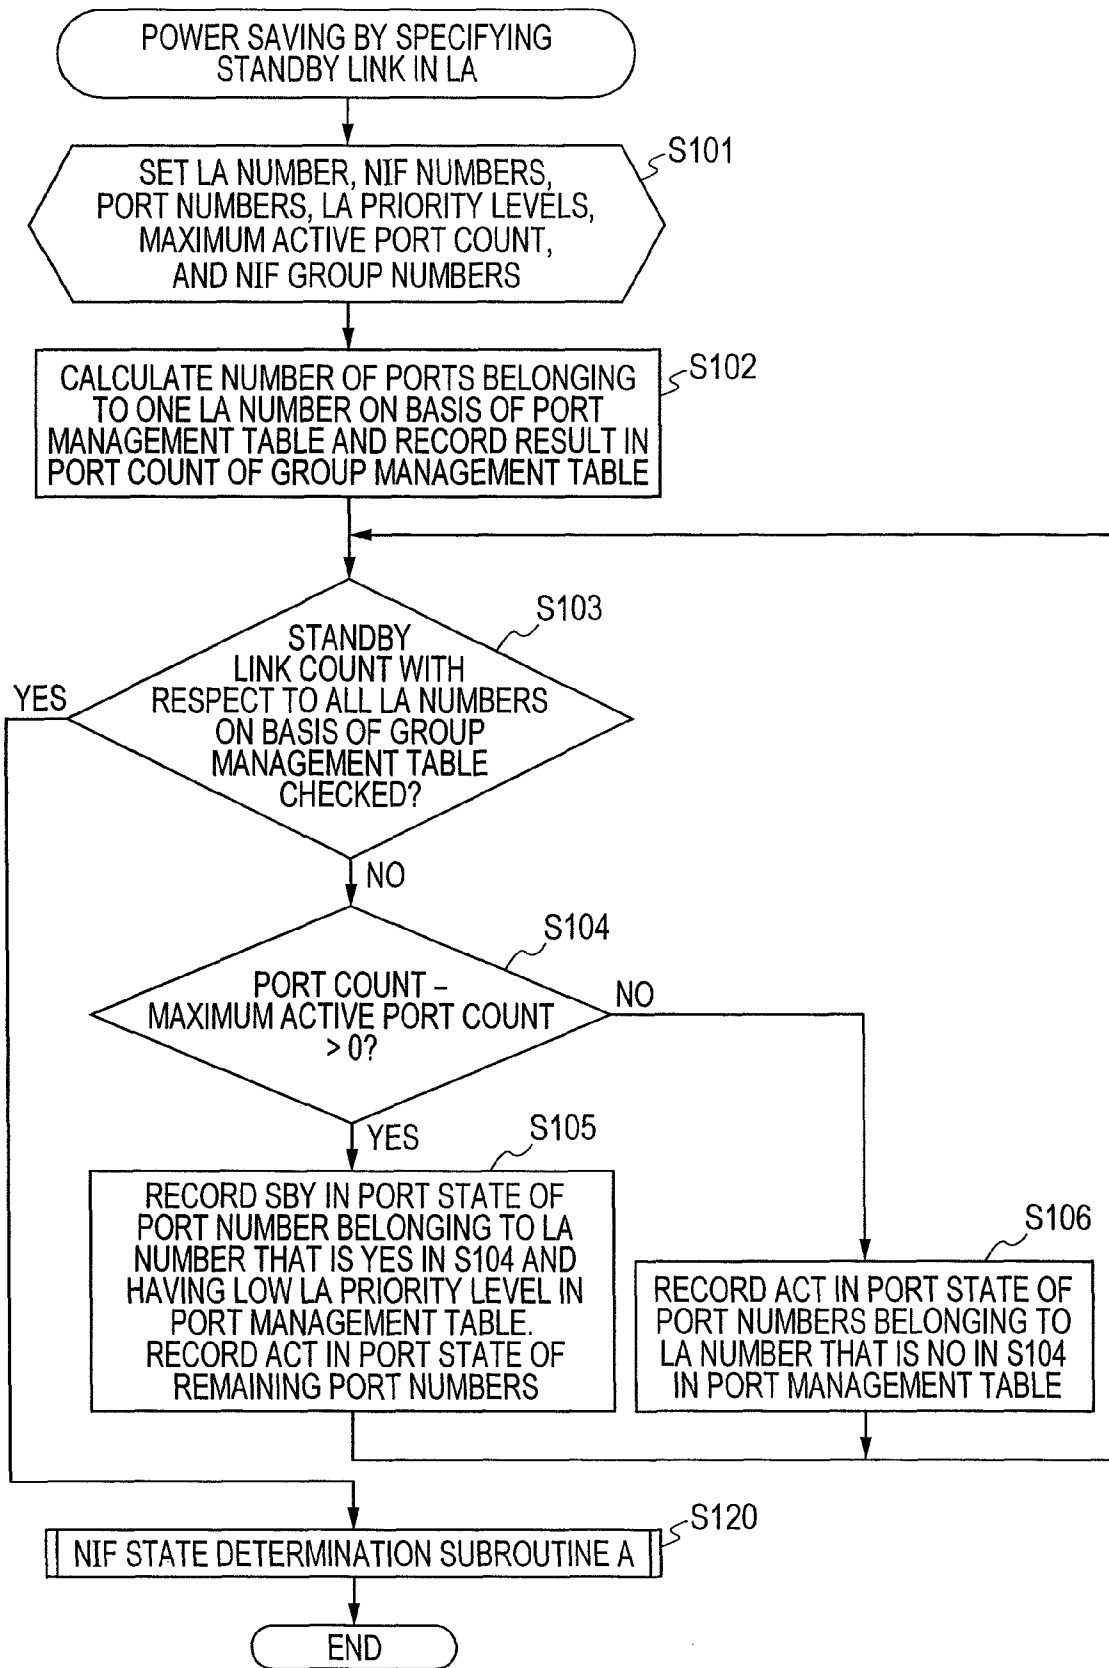 POWER SAVING BY SPECIFYING
STANDBY LINK IN LA
S101
SET LA NUMBER, NIF NUMBERS,
PORT NUMBERS, LA PRIORITY LEVELS,
MAXIMUM ACTIVE PORT COUNT,
AND NIF GROUP NUMBERS
S102
CALCULATE NUMBER OF PORTS BELONGING
TO ONE LA NUMBER ON BASIS OF PORT
MANAGEMENT TABLE AND RECORD RESULT IN
PORT COUNT OF GROUP MANAGEMENT TABLE
S103
STANDBY
LINK COUNT WITH
RESPECT TO ALL LA NUMBERS
ON BASIS OF GROUP
MANAGEMENT TABLE
CHECKED?
YES
NO
S104
PORT COUNT –
MAXIMUM ACTIVE PORT COUNT
> 0?
NO
YES
S105
RECORD SBY IN PORT STATE OF
PORT NUMBER BELONGING TO LA
NUMBER THAT IS YES IN S104 AND
HAVING LOW LA PRIORITY LEVEL IN
PORT MANAGEMENT TABLE.
RECORD ACT IN PORT STATE OF
REMAINING PORT NUMBERS
S106
RECORD ACT IN PORT STATE OF
PORT NUMBERS BELONGING TO
LA NUMBER THAT IS NO IN S104
IN PORT MANAGEMENT TABLE
S120
NIF STATE DETERMINATION SUBROUTINE A
END